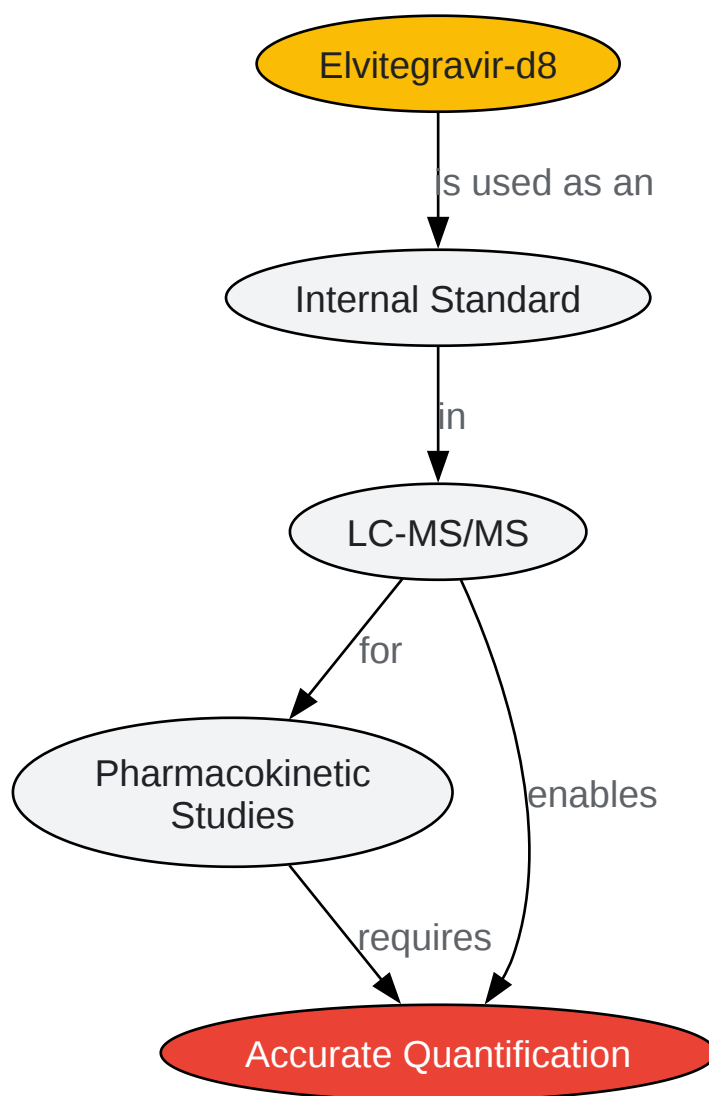 Elvitegravir-d8
is used as an
Internal Standard
in
LC-MS/MS
for
Pharmacokinetic
Studies
enables
requires
Accurate Quantification